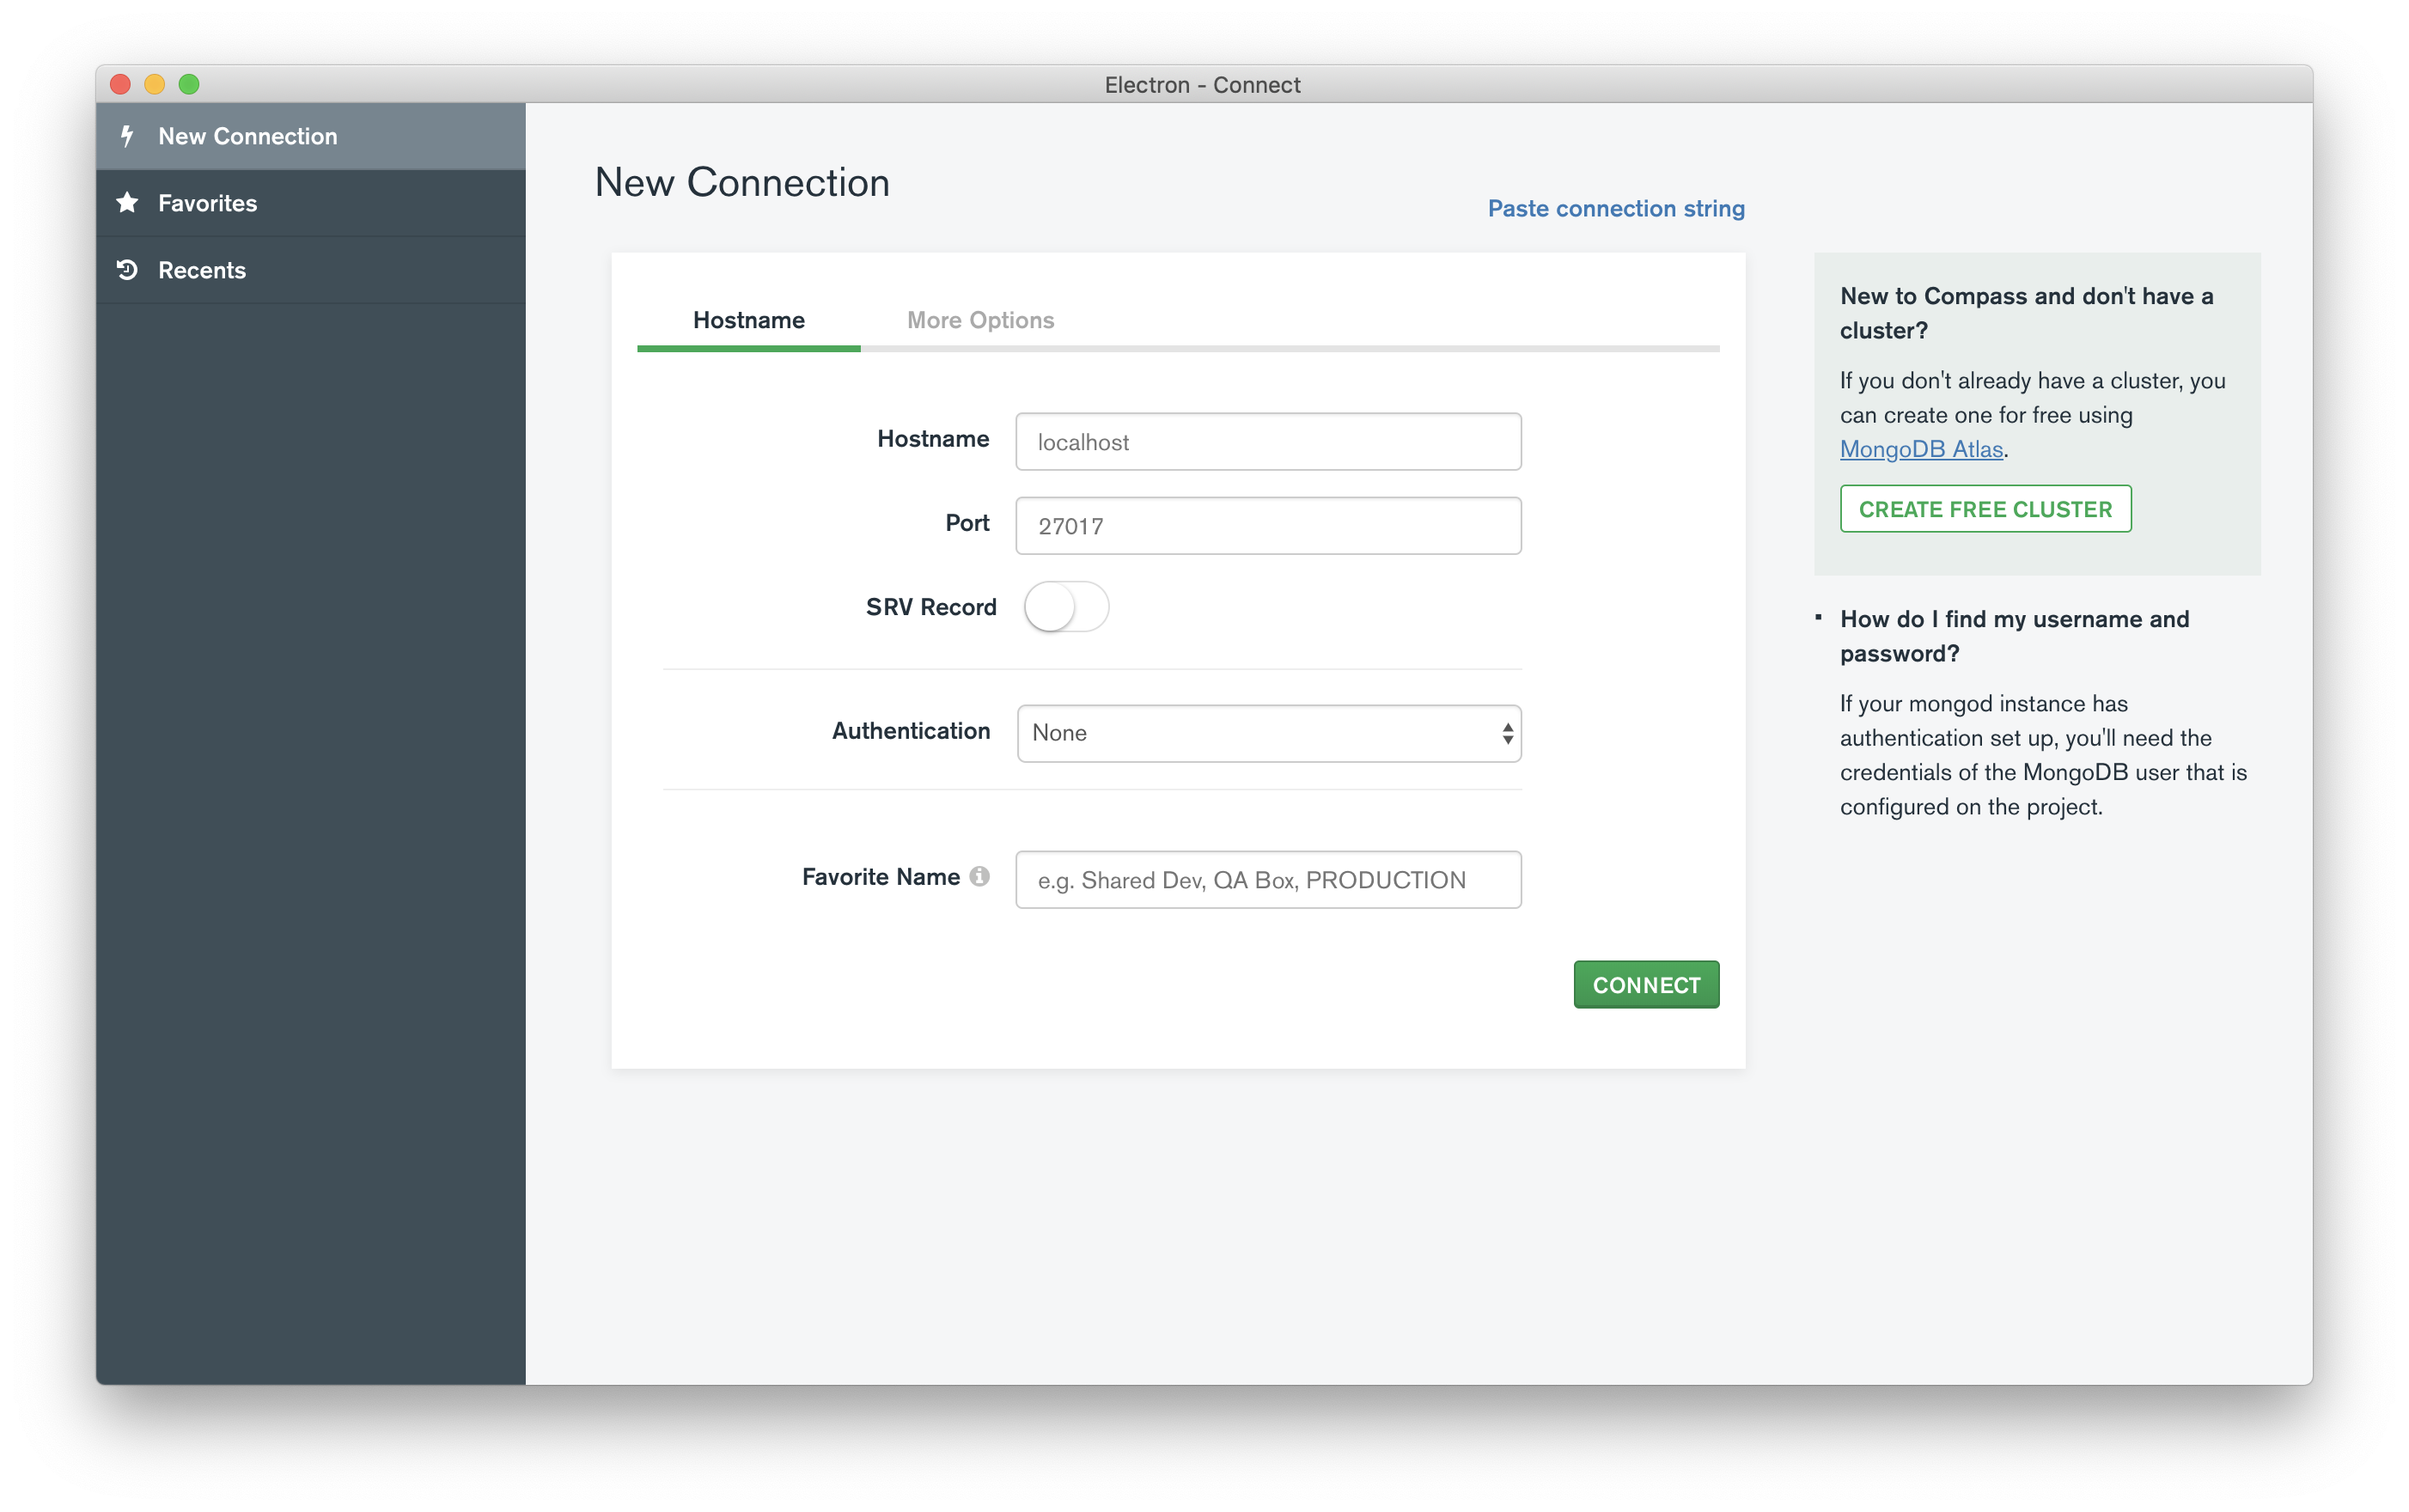 Electron - Connect
New Connection
Favorites
Recents
New Connection
Paste connection string
Hostname
More Options
Hostname
localhost
Port
27017
SRV Record
Authentication
None
Favorite Name
e.g. Shared Dev, QA Box, PRODUCTION
CONNECT
New to Compass and don't have a
cluster?
If you don't already have a cluster, you
can create one for free using
MongoDB Atlas.
CREATE FREE CLUSTER
How do I find my username and
password?
If your mongod instance has
authentication set up, you'll need the
credentials of the MongoDB user that is
configured on the project.